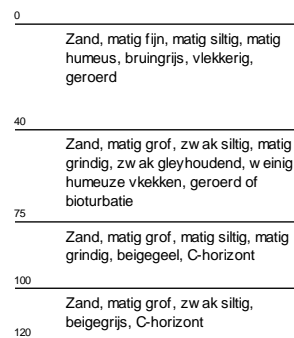 0
Zand, matig fijn, matig siltig, matig
humeus, bruingrijs, vlekkerig,
geroerd
40
Zand, matig grof, zwak siltig, matig
grindig, zwak gleyhoudend, weinig
humeuze vkekken, geroerd of
bioturbatie
75
Zand, matig grof, matig siltig, matig
grindig, beigegeel, C-horizont
100
Zand, matig grof, zwak siltig,
beigegrijs, C-horizont
120